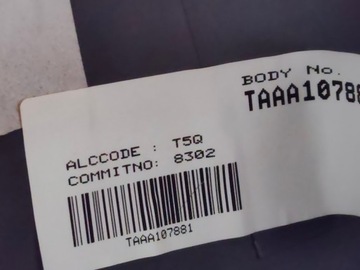 BODY No.
TAAA10788
ALCCODE : T5Q
COMMITNO: 8302
TAAA107881